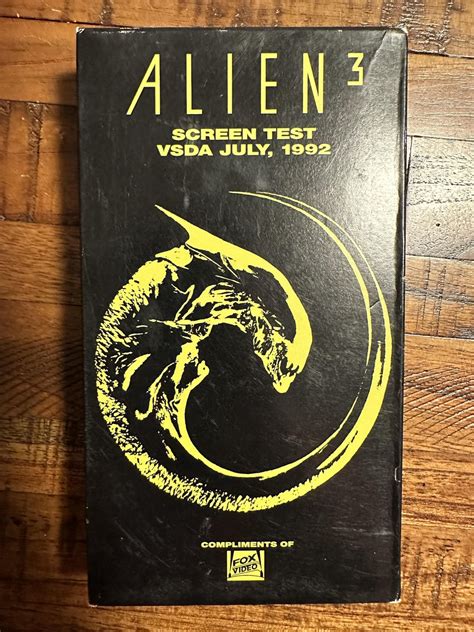 ALIEN³
SCREEN TEST
VSDA JULY, 1992
COMPLIMENTS OF
FOX
VIDEO